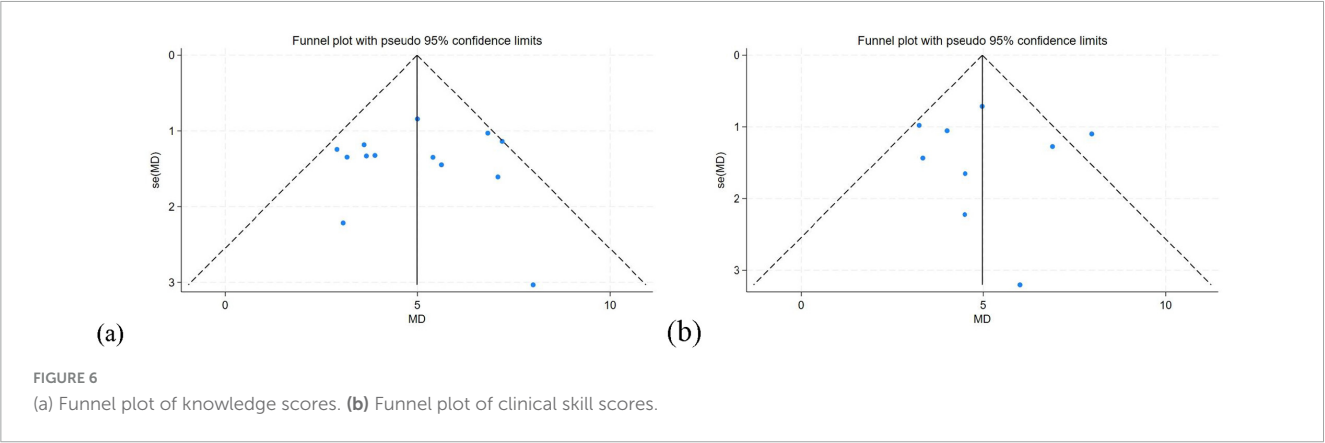 Funnel plot with pseudo 95% confidence limits
0
1
2
3
se(MD)
0
5
10
MD
(a)
Funnel plot with pseudo 95% confidence limits
0
1
2
3
se(MD)
0
5
10
MD
(b)
FIGURE 6
(a) Funnel plot of knowledge scores. (b) Funnel plot of clinical skill scores.